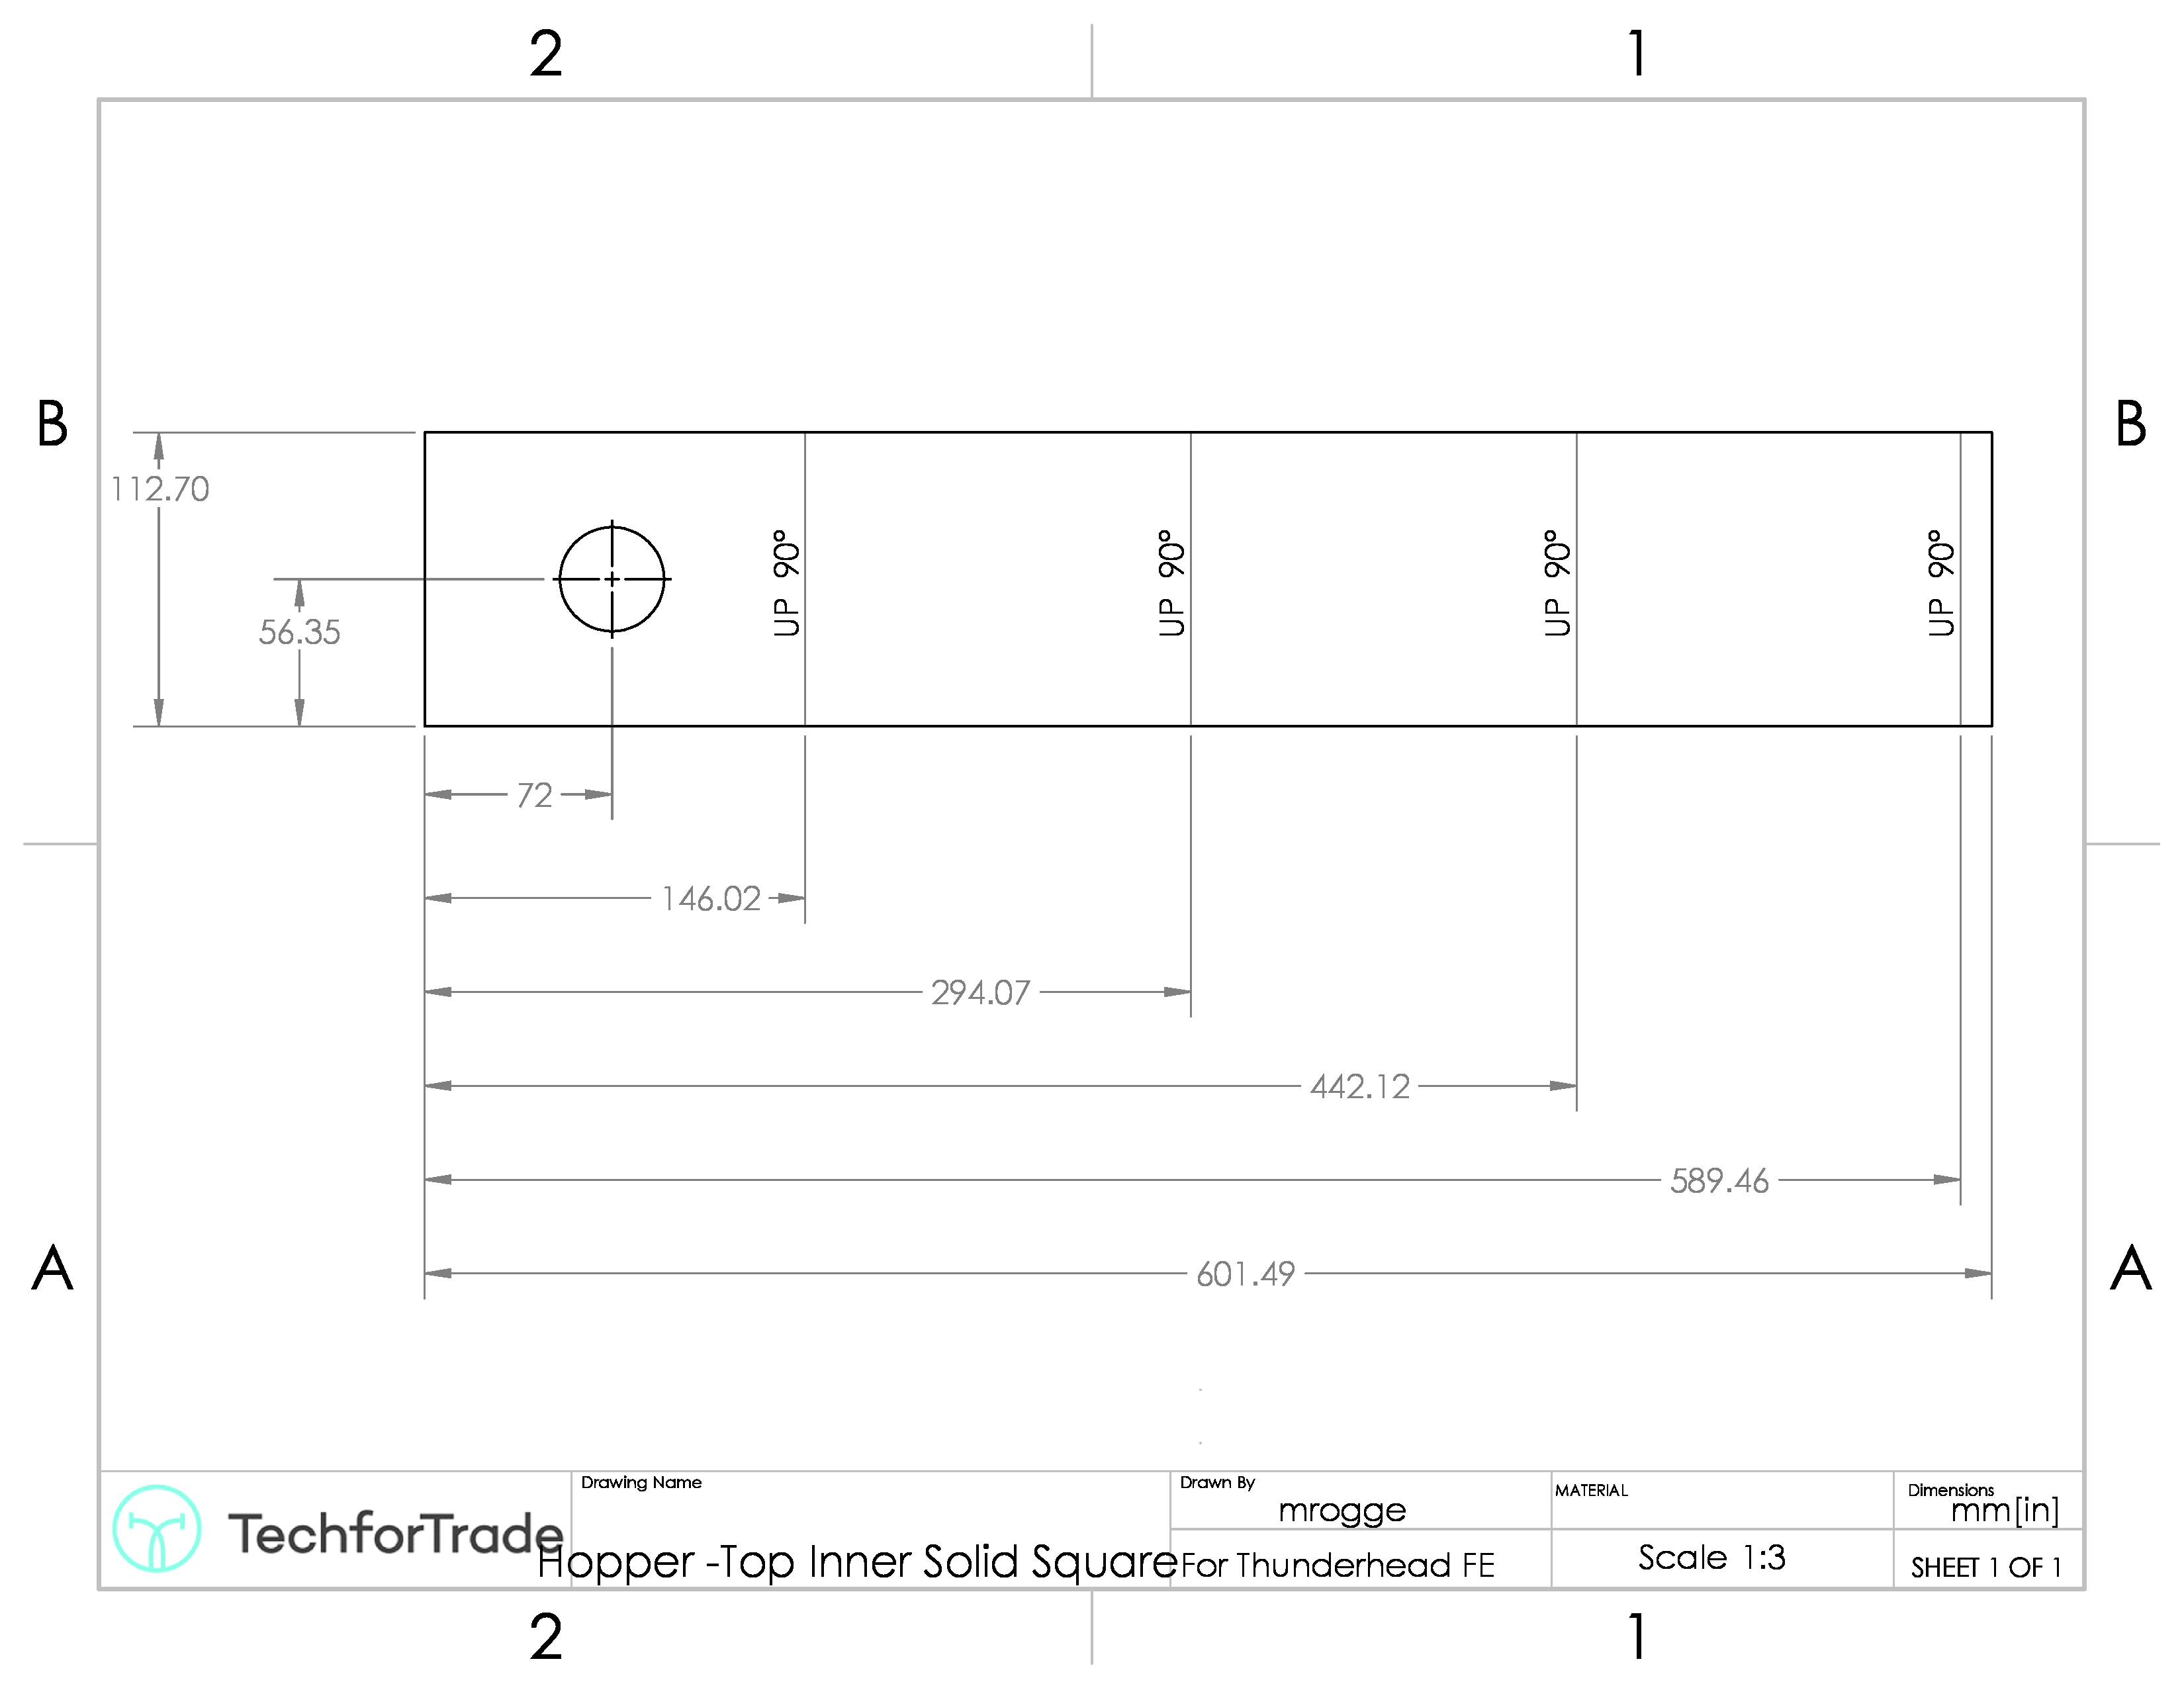 2 1
B B
112.70
56.35
UP 90° UP 90° UP 90° UP 90°
72
146.02
294.07
442.12
589.46
A A
601.49
TechforTrade
Drawing Name
Hopper -Top Inner Solid Square
Drawn By
mrogge
For Thunderhead FE
MATERIAL
Scale 1:3
Dimensions
mm[in]
SHEET 1 OF 1
2 1